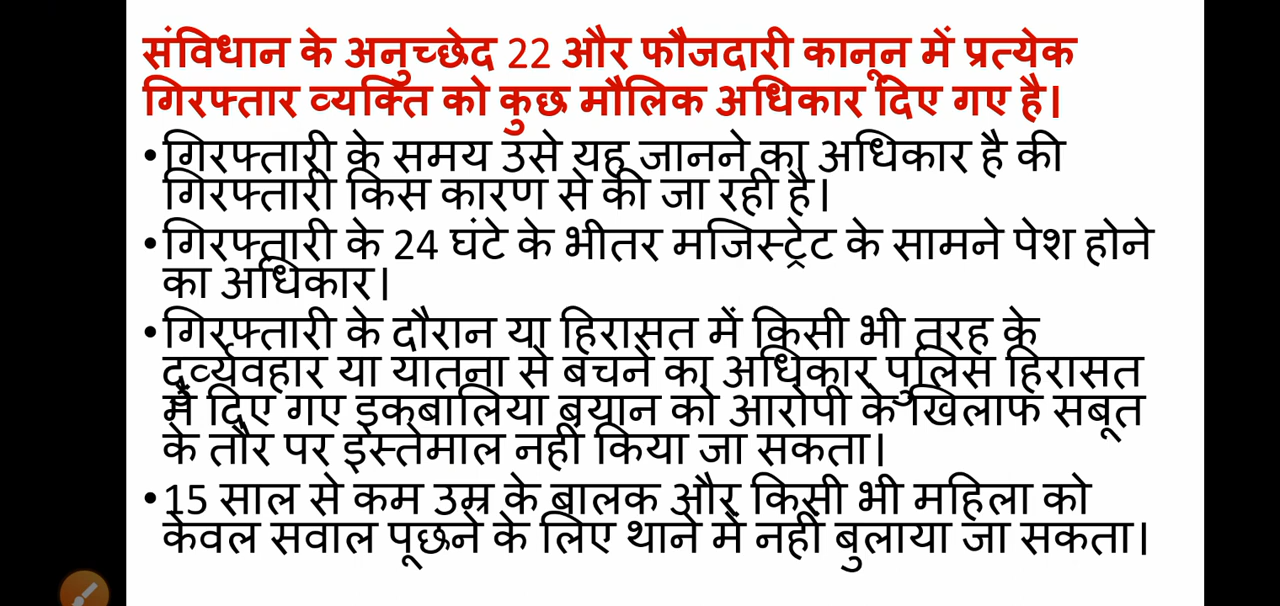 संविधान के अनुच्छेद 22 और फौजदारी कानून में प्रत्येक
गिरफ्तार व्यक्ति को कुछ मौलिक अधिकार दिए गए है।
•गिरफ्तारी के समय उसे यह जानने का अधिकार है की
गिरफ्तारी किस कारण से की जा रही है।
•गिरफ्तारी के 24 घंटे के भीतर मजिस्ट्रेट के सामने पेश होने
का अधिकार।
•गिरफ्तारी के दौरान या हिरासत में किसी भी तरह के
दुर्व्यवहार या यातना से बचने का अधिकार पुलिस हिरासत
में दिए गए इकबालिया बयान को आरोपी के खिलाफ सबूत
के तौर पर इस्तेमाल नहीं किया जा सकता।
•15 साल से कम उम्र के बालक और किसी भी महिला को
केवल सवाल पूछने के लिए थाने में नहीं बुलाया जा सकता।